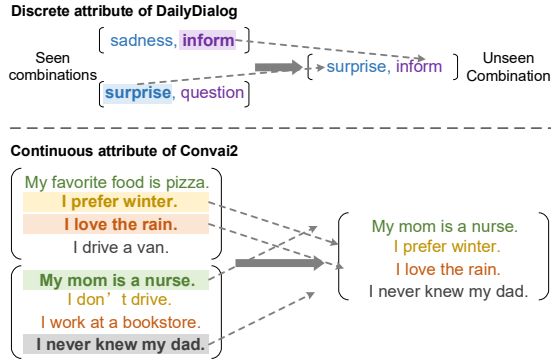 Discrete attribute of DailyDialog
Seen combinations
sadness, inform
surprise, question
surprise, inform
Unseen Combination
Continuous attribute of Convai2
My favorite food is pizza.
I prefer winter.
I love the rain.
I drive a van.
My mom is a nurse.
I don’t drive.
I work at a bookstore.
I never knew my dad.
My mom is a nurse.
I prefer winter.
I love the rain.
I never knew my dad.